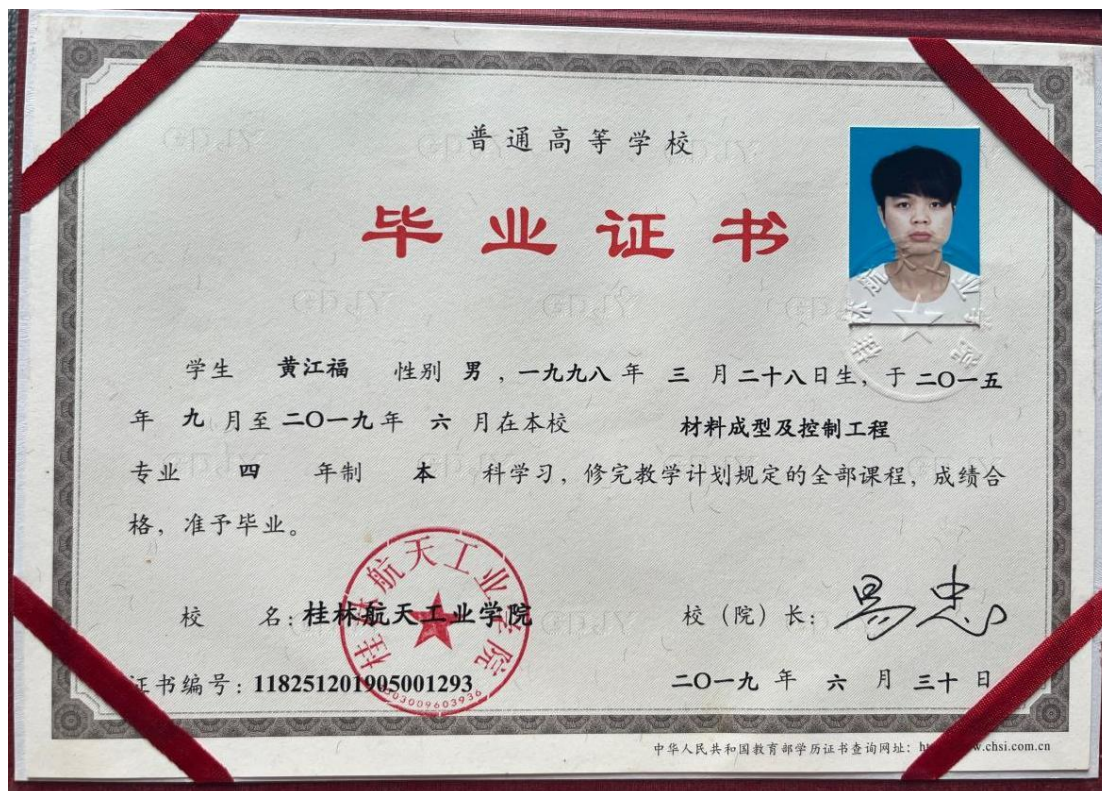 普通高等学校
毕业证书
学生 黄江福 性别 男，一九九八年 三 月二十八日生，于二〇一五
年 九 月至二〇一九年 六 月在本校 材料成型及控制工程
专业 四 年制 本 科学习，修完教学计划规定的全部课程，成绩合
格，准予毕业。
校 名：桂林航天工业学院 校（院）长：易忠
证书编号：118251201905001293 二〇一九 年 六 月 三十 日
桂林航天工业学院
4503009603936
中华人民共和国教育部学历证书查询网址：
.chsi.com.cn